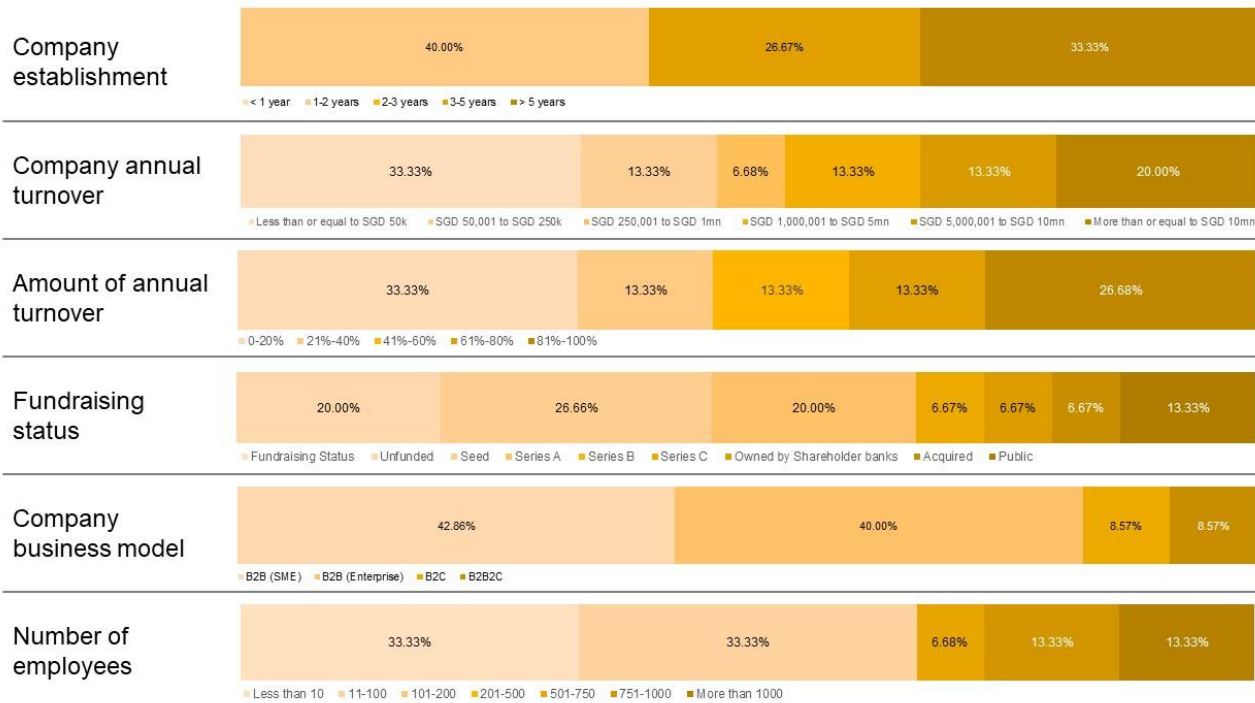 Company
establishment
40.00% 26.67% 33.33%
< 1 year 1-2 years 2-3 years 3-5 years > 5 years
Company annual
turnover
33.33% 13.33% 6.68% 13.33% 13.33% 20.00%
Less than or equal to SGD 50k SGD 50,001 to SGD 250k SGD 250,001 to SGD 1mn SGD 1,000,001 to SGD 5mn SGD 5,000,001 to SGD 10mn More than or equal to SGD 10mn
Amount of annual
turnover
33.33% 13.33% 13.33% 13.33% 26.68%
0-20% 21%-40% 41%-60% 61%-80% 81%-100%
Fundraising
status
20.00% 26.66% 20.00% 6.67% 6.67% 6.67% 13.33%
Fundraising Status Unfunded Seed Series A Series B Series C Owned by Shareholder banks Acquired Public
Company
business model
42.86% 40.00% 8.57% 8.57%
B2B (SME) B2B (Enterprise) B2C B2B2C
Number of
employees
33.33% 33.33% 6.68% 13.33% 13.33%
Less than 10 11-100 101-200 201-500 501-750 751-1000 More than 1000